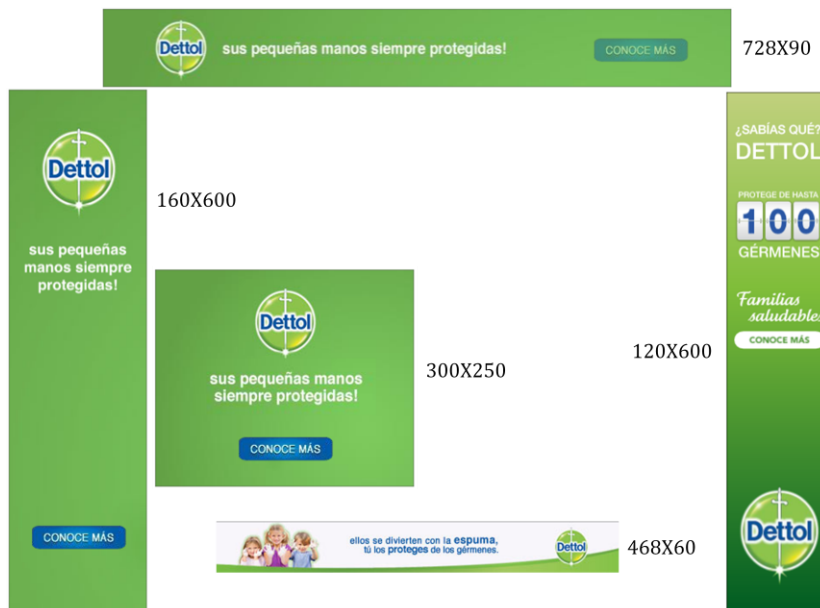 Dettol
sus pequeñas manos siempre protegidas!
CONOCE MÁS
728X90
Dettol
sus pequeñas
manos siempre
protegidas!
CONOCE MÁS
160X600
Dettol
sus pequeñas manos
siempre protegidas!
CONOCE MÁS
300X250
120X600
¿SABÍAS QUÉ?
DETTOL
PROTEGE DE HASTA
100
GÉRMENES
Familias
saludables
CONOCE MÁS
Dettol
ellos se divierten con la espuma,
tú los proteges de los gérmenes.
Dettol
468X60